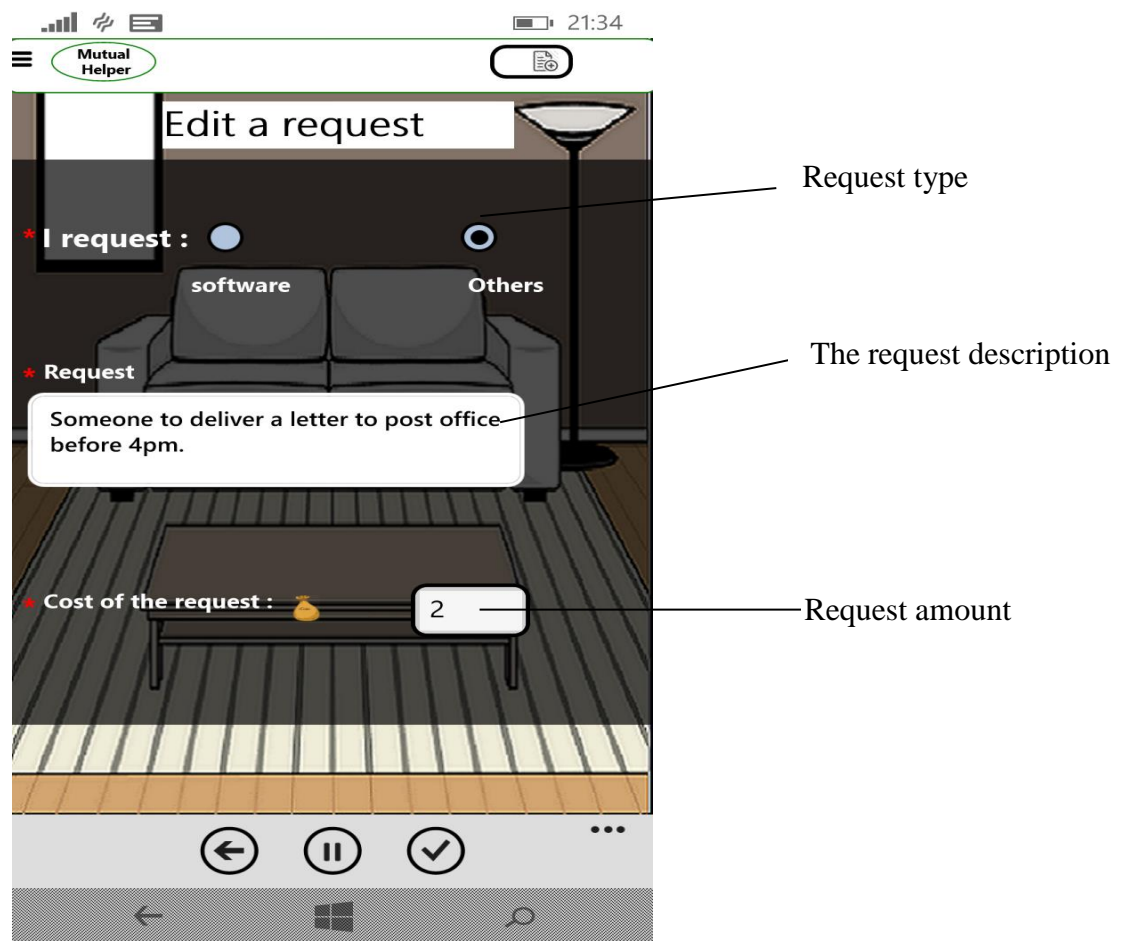 21:34
Mutual
Helper
Edit a request
Request type
* I request :
software
Others
The request description
* Request
Someone to deliver a letter to post office
before 4pm.
* Cost of the request :
2
Request amount